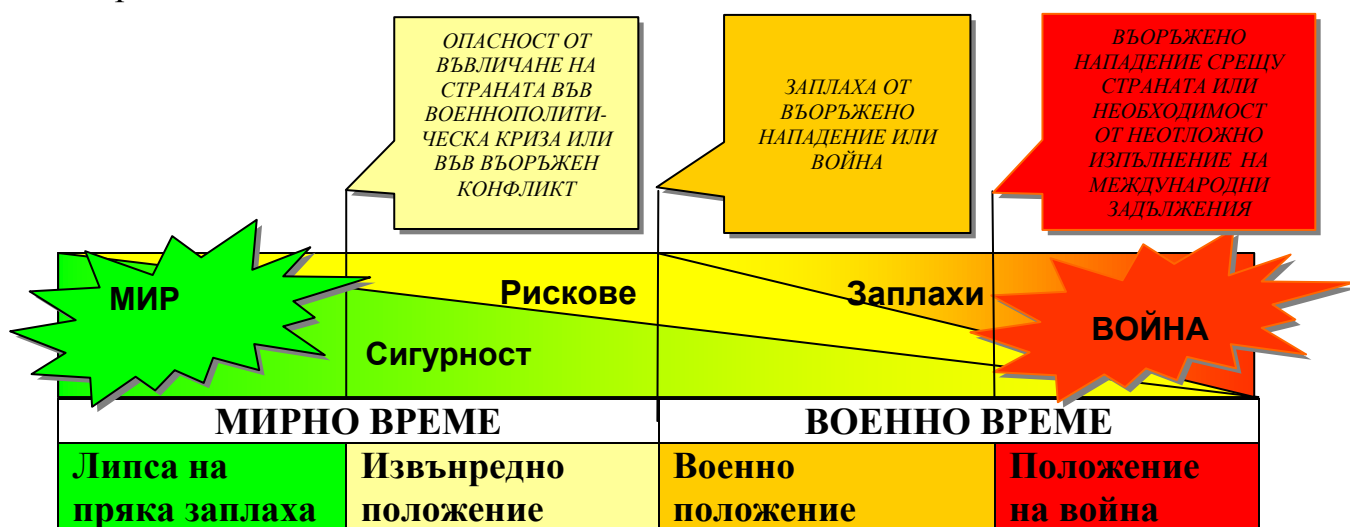 ОПАСНОСТ ОТ
ВЪВЛИЧАНЕ НА
СТРАНАТА ВЪВ
ВОЕННОПОЛИТИ-
ЧЕСКА КРИЗА ИЛИ
ВЪВ ВЪОРЪЖЕН
КОНФЛИКТ
ЗАПЛАХА ОТ
ВЪОРЪЖЕНО
НАПАДЕНИЕ ИЛИ
ВОЙНА
ВЪОРЪЖЕНО
НАПАДЕНИЕ СРЕЩУ
СТРАНАТА ИЛИ
НЕОБХОДИМОСТ
ОТ НЕОТЛОЖНО
ИЗПЪЛНЕНИЕ НА
МЕЖДУНАРОДНИ
ЗАДЪЛЖЕНИЯ
МИР
Рискове
Заплахи
ВОЙНА
Сигурност
МИРНО ВРЕМЕ
ВОЕННО ВРЕМЕ
Липса на
пряка заплаха
Извънредно
положение
Военно
положение
Положение
на война